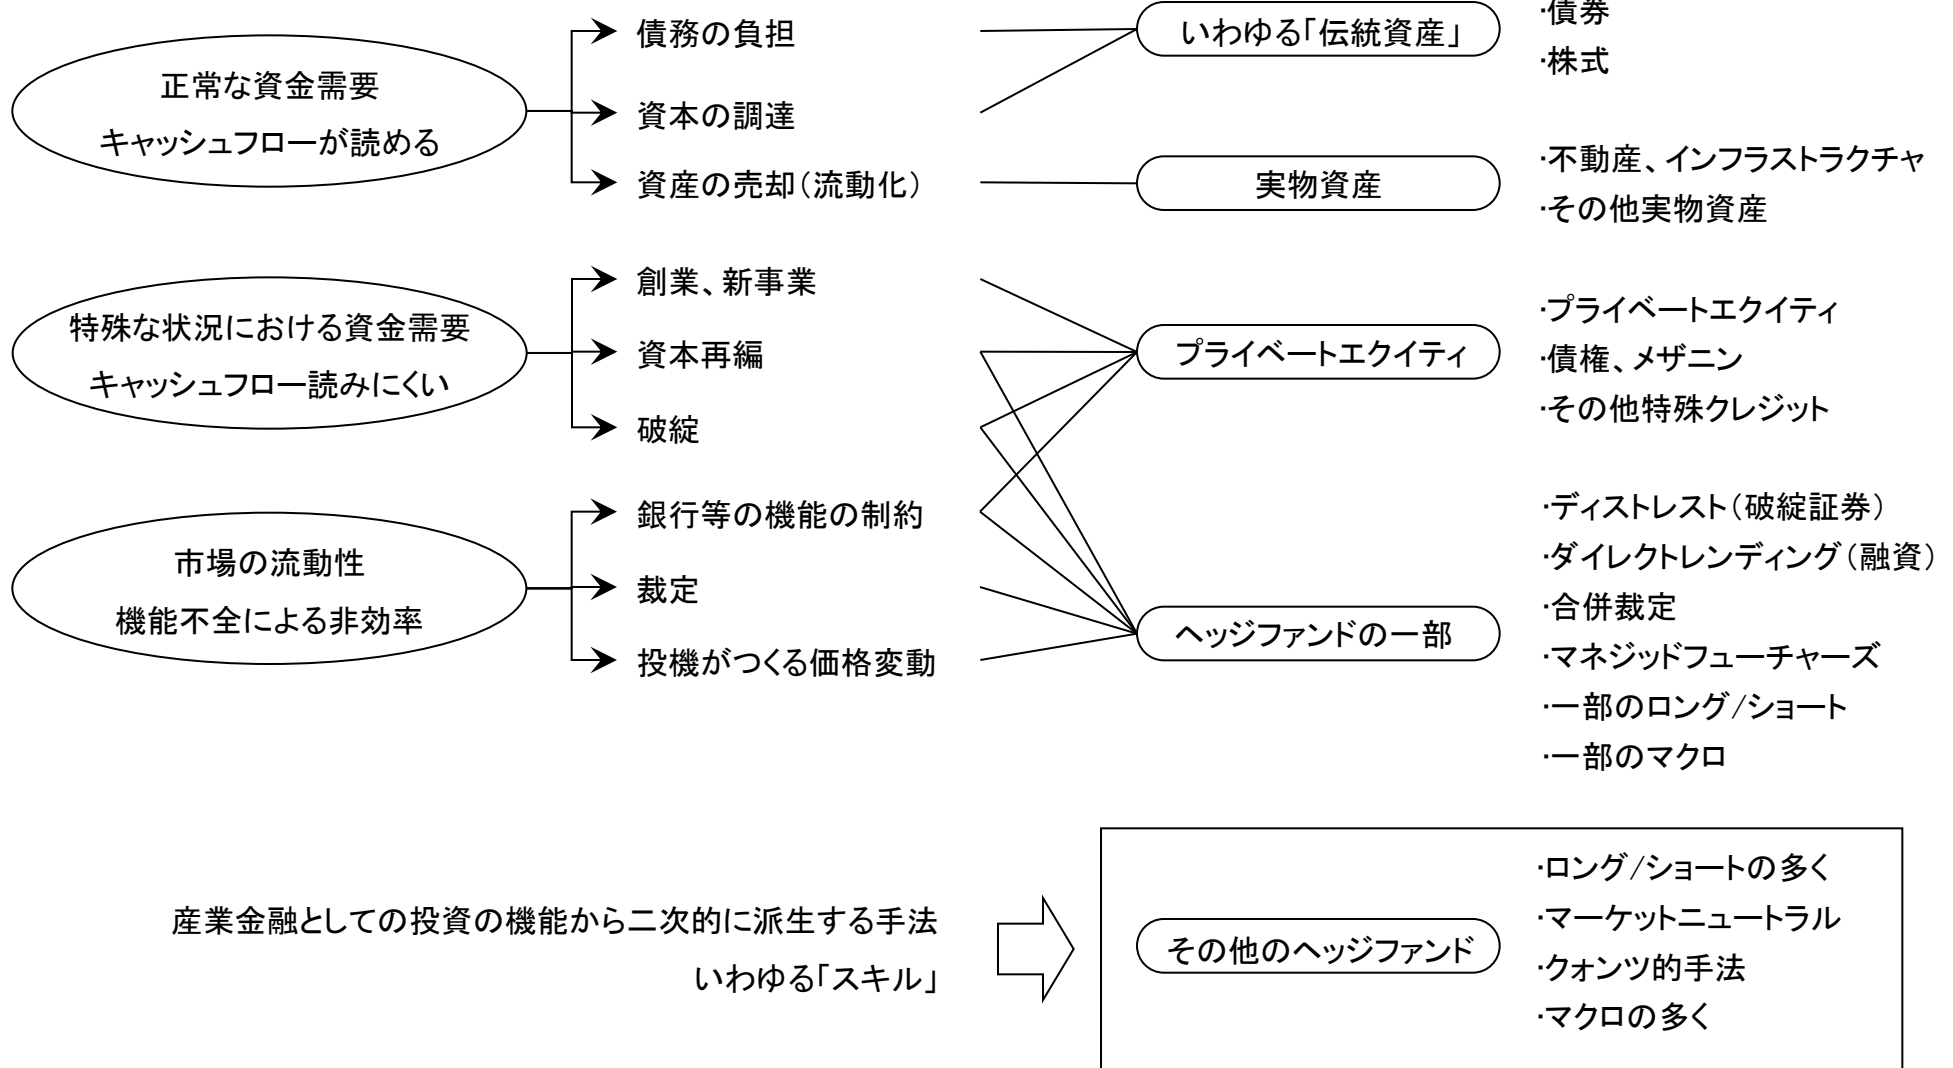 正常な資金需要
キャッシュフローが読める
債務の負担
資本の調達
資産の売却（流動化）
いわゆる「伝統資産」
･債券
･株式
実物資産
･不動産、インフラストラクチャ
･その他実物資産
特殊な状況における資金需要
キャッシュフロー読みにくい
創業、新事業
資本再編
破綻
プライベートエクイティ
･プライベートエクイティ
･債権、メザニン
･その他特殊クレジット
市場の流動性
機能不全による非効率
銀行等の機能の制約
裁定
投機がつくる価格変動
ヘッジファンドの一部
･ディストレスト（破綻証券）
･ダイレクトレンディング（融資）
･合併裁定
･マネジッドフューチャーズ
･一部のロング/ショート
･一部のマクロ
産業金融としての投資の機能から二次的に派生する手法
いわゆる「スキル」
その他のヘッジファンド
･ロング/ショートの多く
･マーケットニュートラル
･クォンツ的手法
･マクロの多く